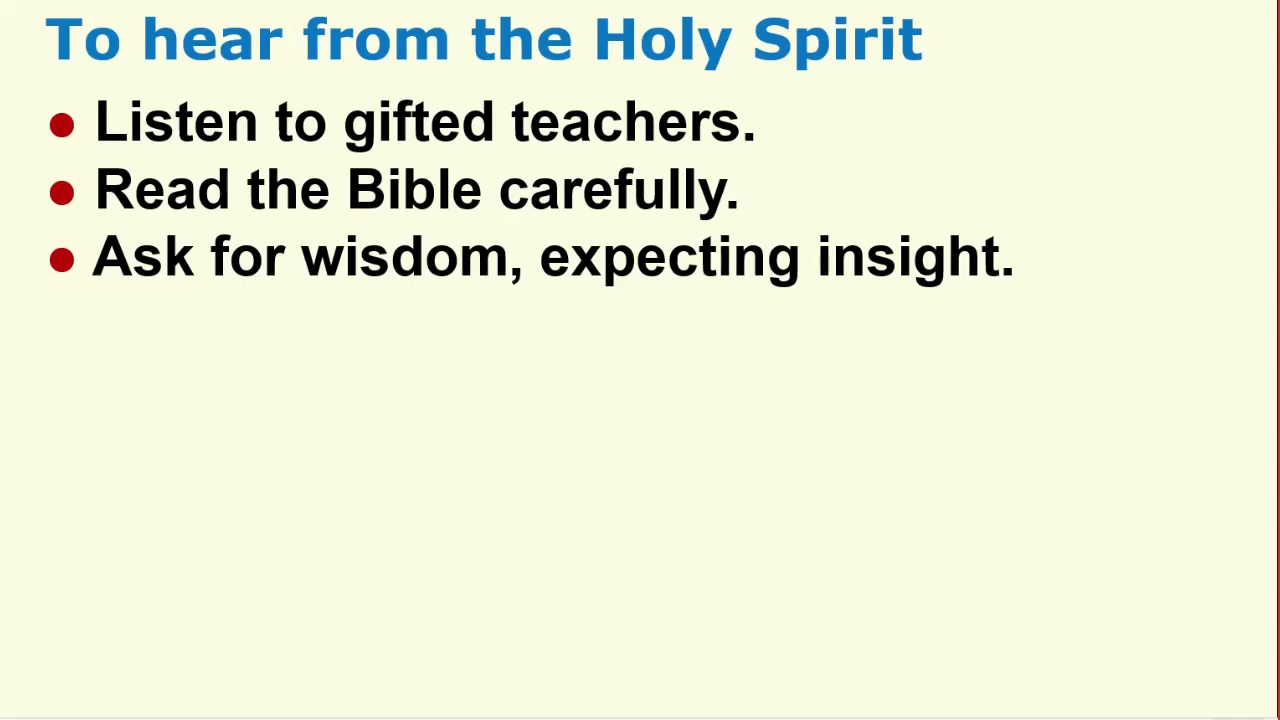 To hear from the Holy Spirit
● Listen to gifted teachers.
● Read the Bible carefully.
● Ask for wisdom, expecting insight.